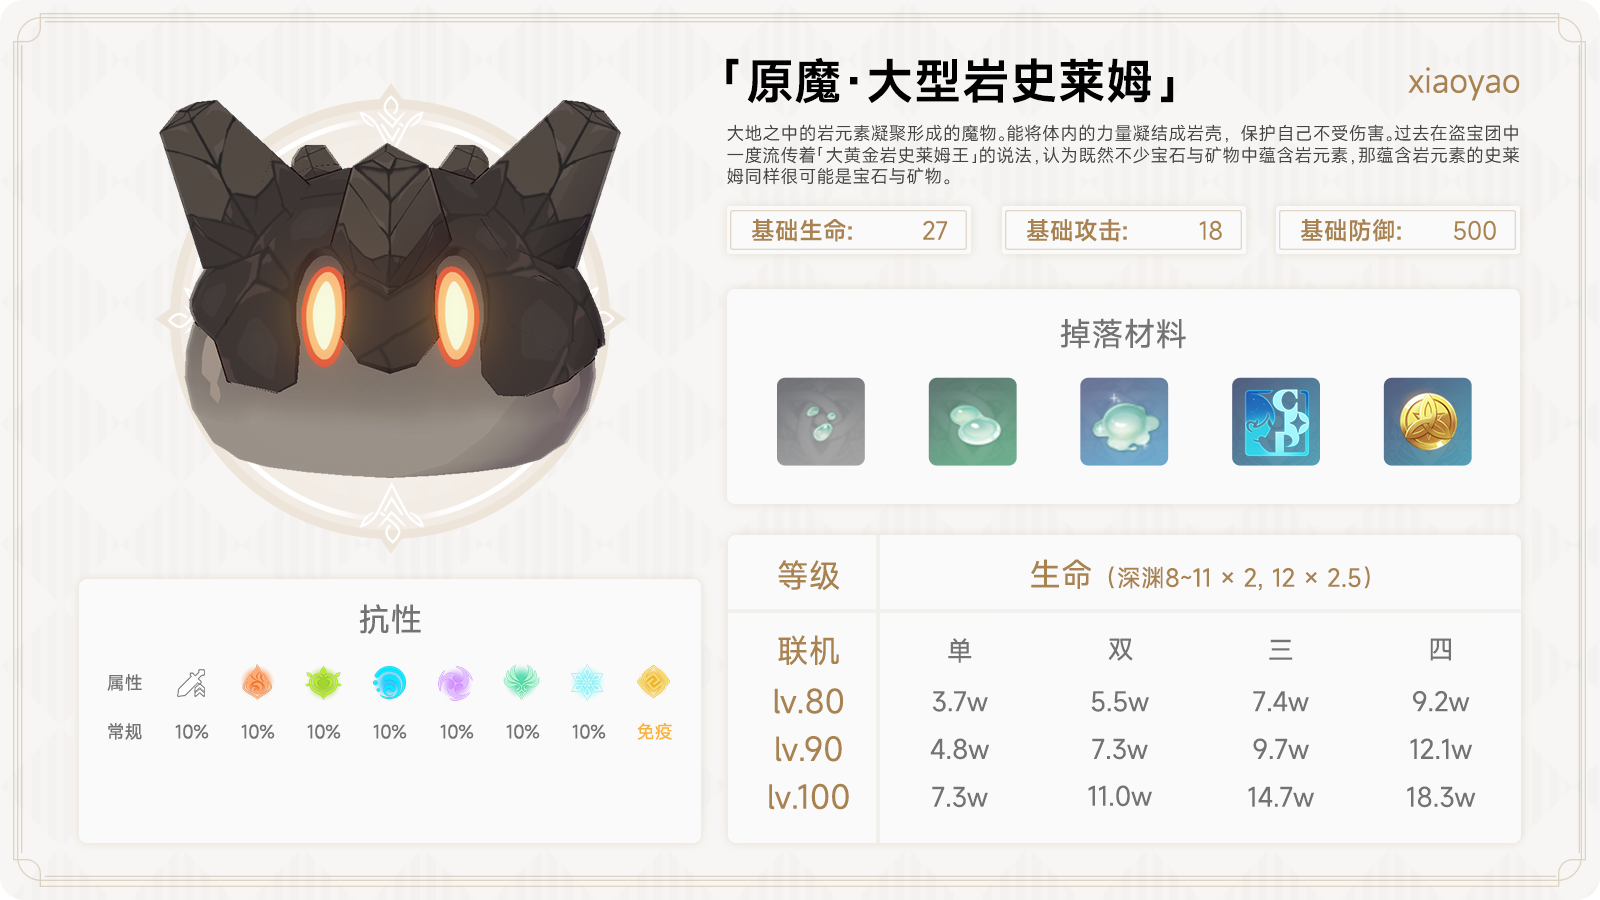 「原魔·大型岩史莱姆」
xiaoyao
大地之中的岩元素凝聚形成的魔物。能将体内的力量凝结成岩壳，保护自己不受伤害。过去在盗宝团中
一度流传着「大黄金岩史莱姆王」的说法，认为既然不少宝石与矿物中蕴含岩元素，那蕴含岩元素的史莱
姆同样很可能是宝石与矿物。
基础生命: 27
基础攻击: 18
基础防御: 500
掉落材料
COP
抗性
属性
常规 10% 10% 10% 10% 10% 10% 10% 免疫
等级 生命（深渊8~11 × 2, 12 × 2.5）
联机 单 双 三 四
lv.80 3.7w 5.5w 7.4w 9.2w
lv.90 4.8w 7.3w 9.7w 12.1w
lv.100 7.3w 11.0w 14.7w 18.3w